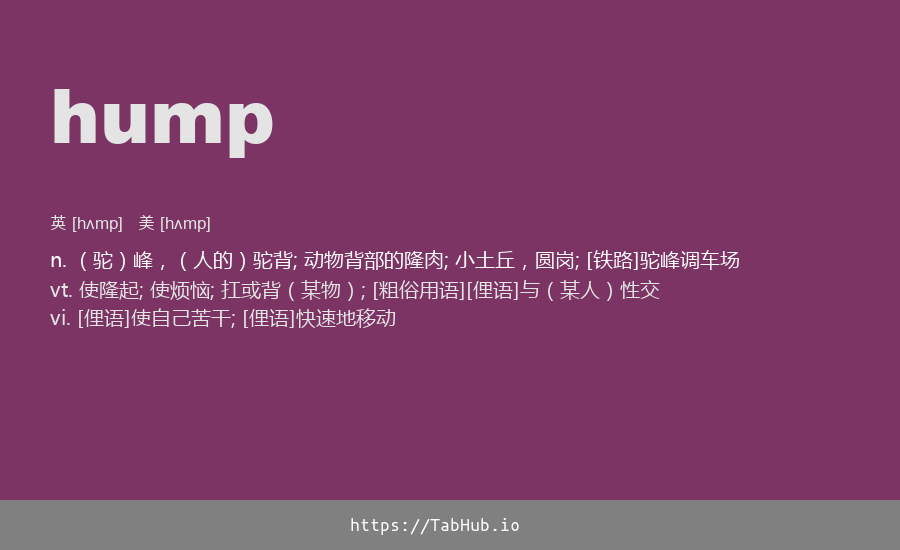 hump
英 [hʌmp] 美 [hʌmp]
n. （驼）峰，（人的）驼背; 动物背部的隆肉; 小土丘，圆岗; [铁路]驼峰调车场
vt. 使隆起; 使烦恼; 扛或背（某物）; [粗俗用语][俚语]与（某人）性交
vi. [俚语]使自己苦干; [俚语]快速地移动
https://TabHub.io